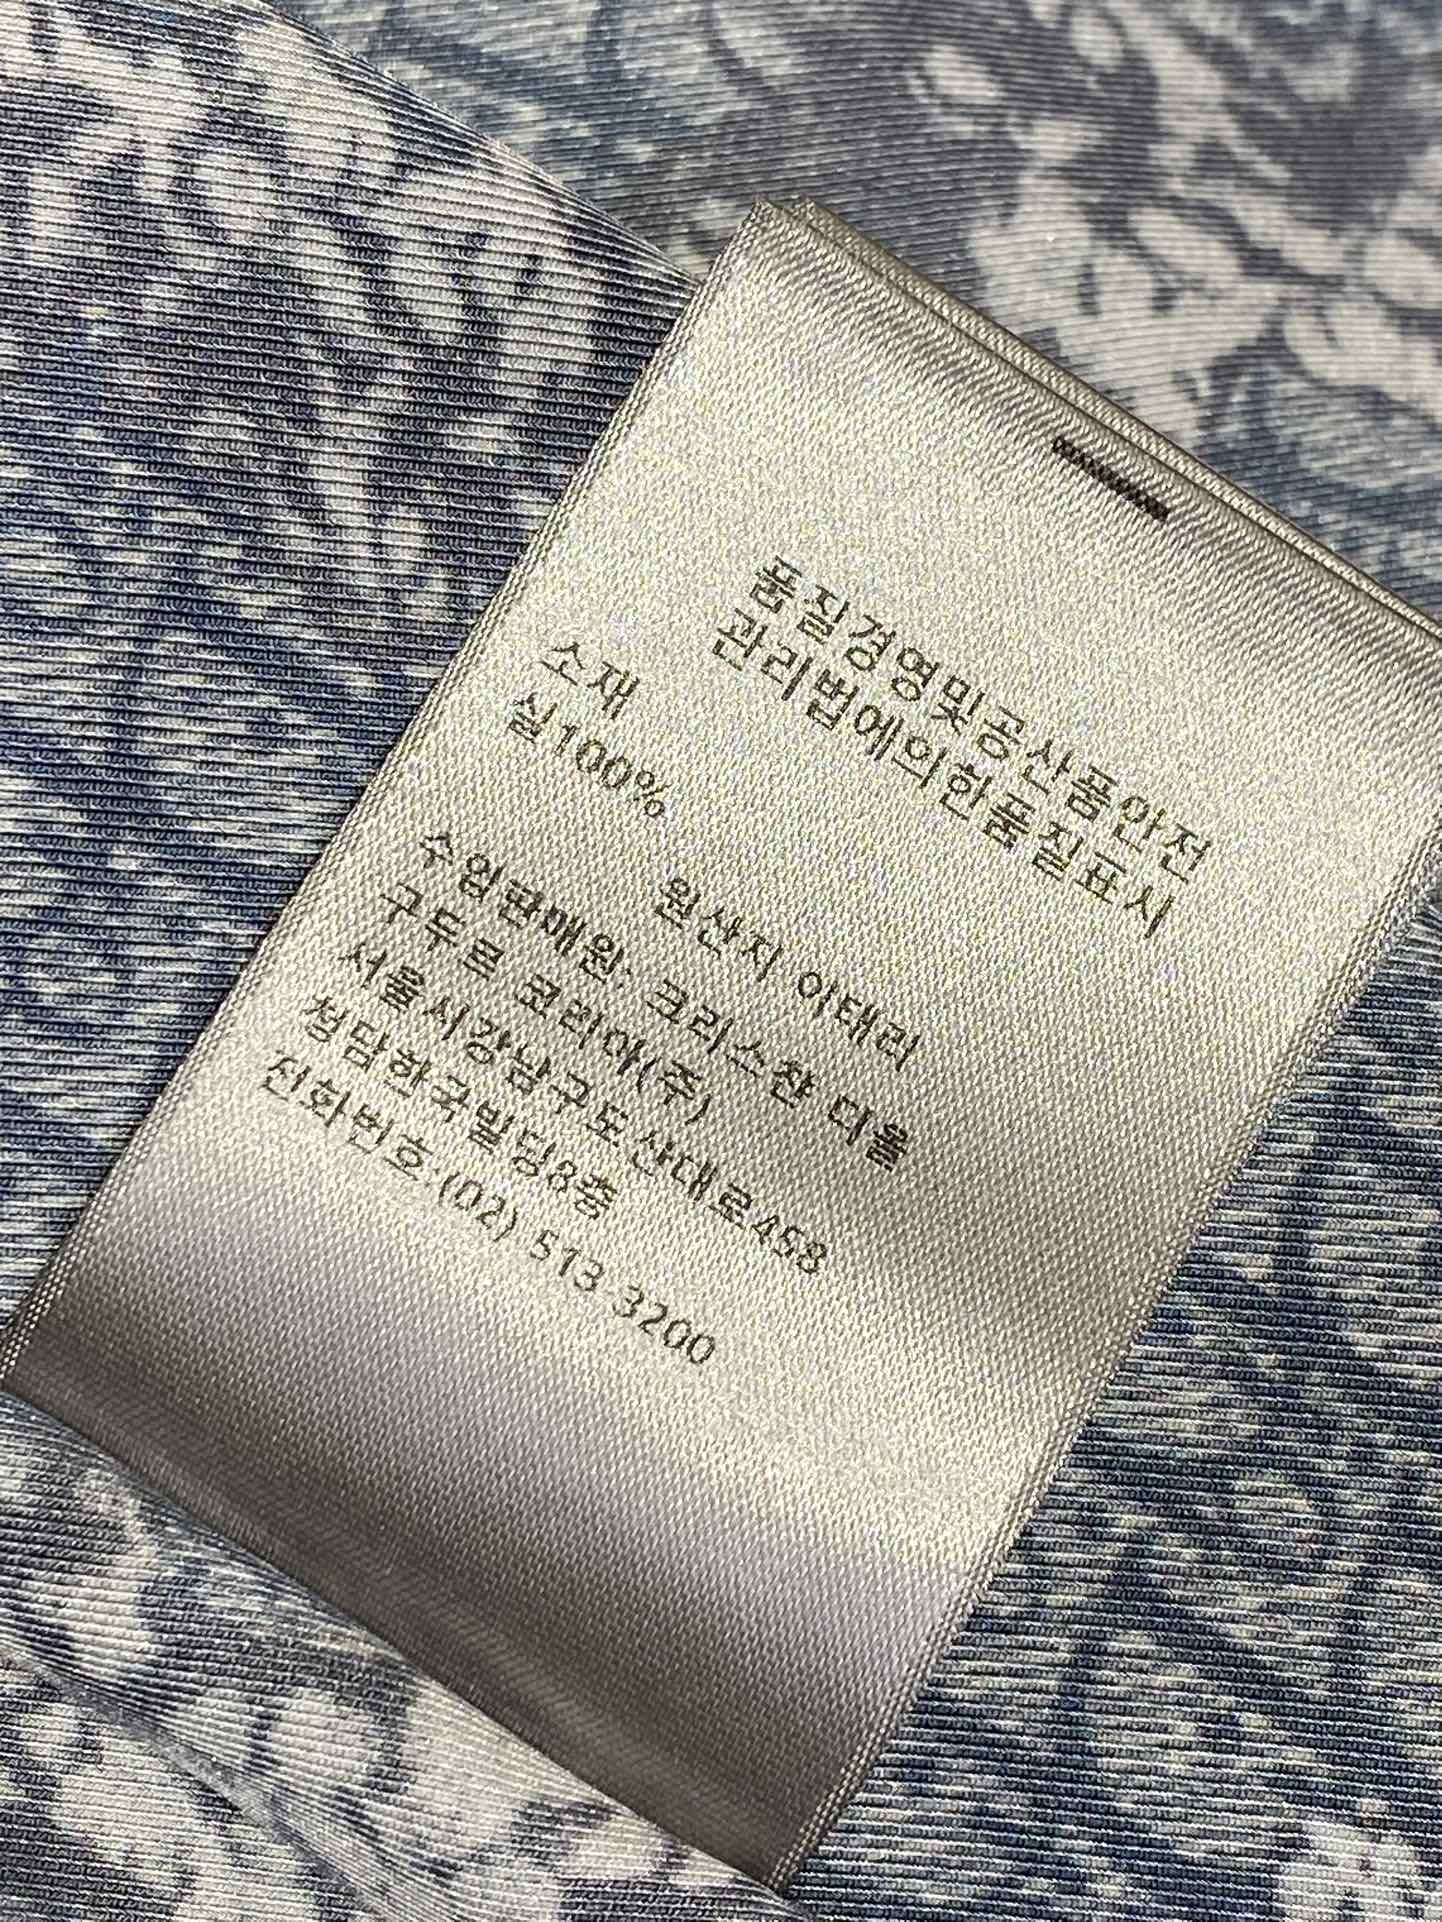 품질경영및공산품안전
관리법에의한품질표시
소재
실100%
원산지 이태리
수입판매원: 크리스챤 디올
구두르 코리아(주)
서울시강남구도산대로458
청담한국빌딩8층
전화번호:(02) 513-3200